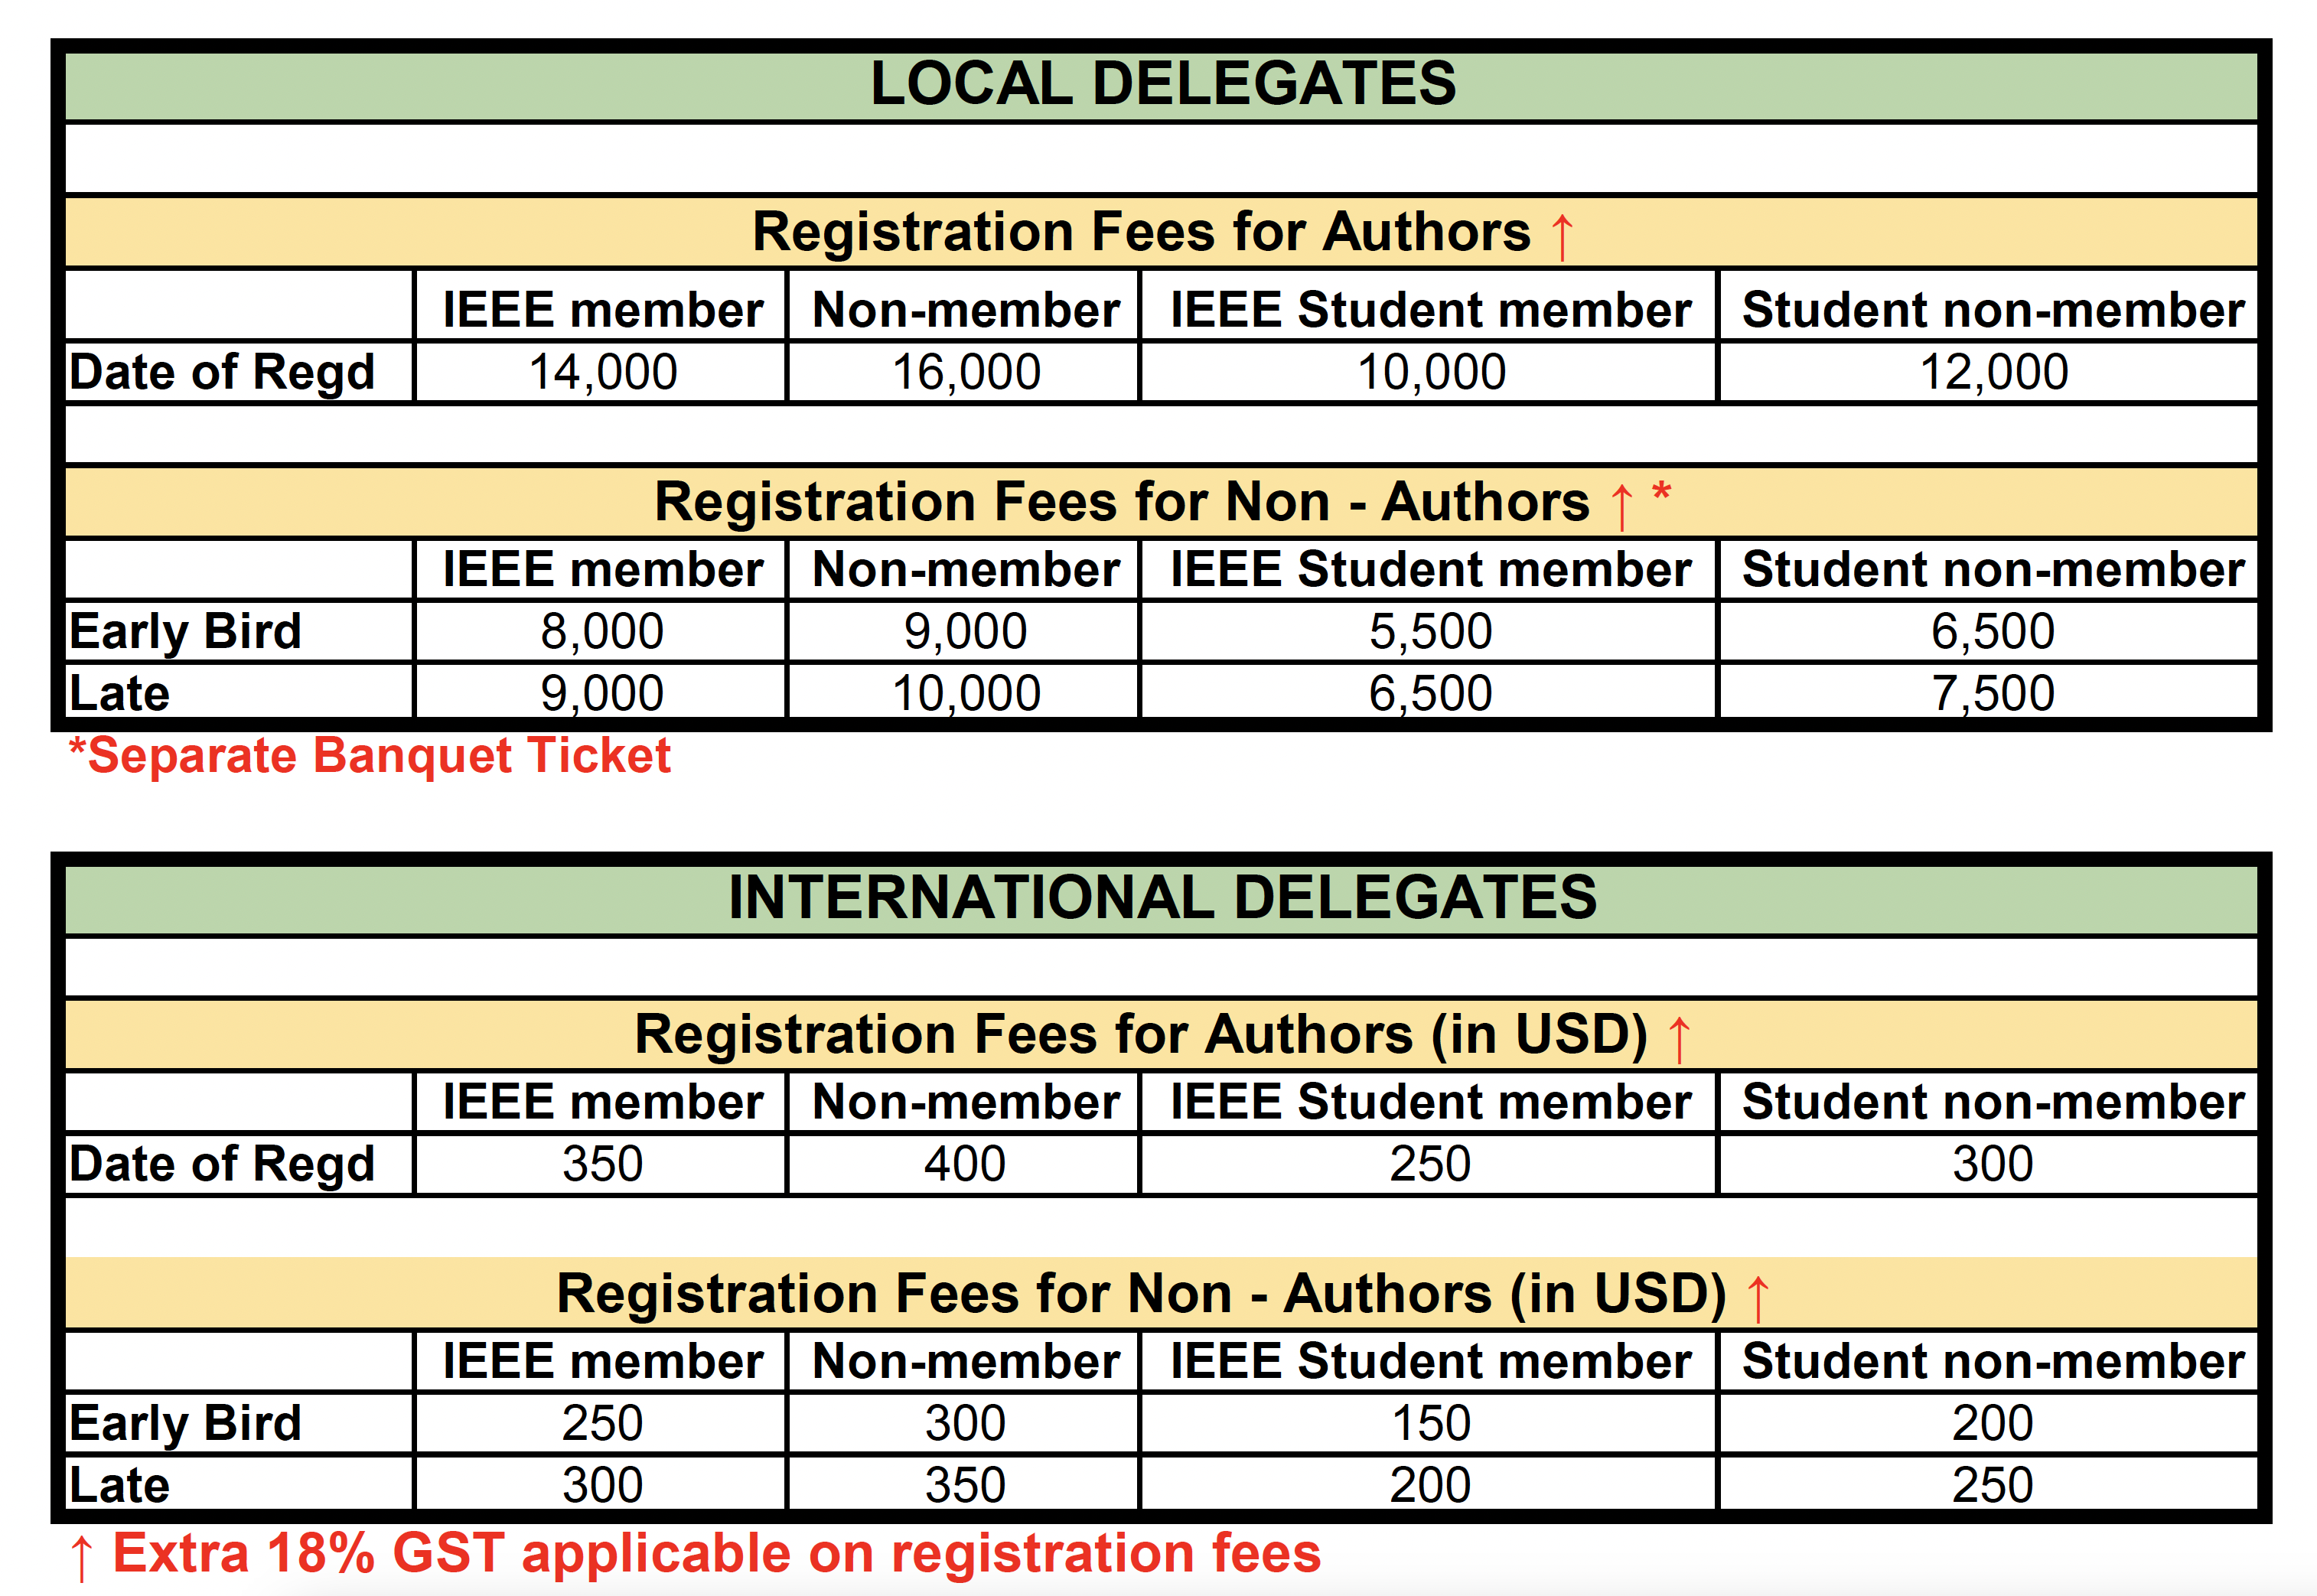 LOCAL DELEGATES
Registration Fees for Authors ↑
IEEE member Non-member IEEE Student member Student non-member
Date of Regd 14,000 16,000 10,000 12,000
Registration Fees for Non - Authors ↑ *
IEEE member Non-member IEEE Student member Student non-member
Early Bird 8,000 9,000 5,500 6,500
Late 9,000 10,000 6,500 7,500
*Separate Banquet Ticket
INTERNATIONAL DELEGATES
Registration Fees for Authors (in USD) ↑
IEEE member Non-member IEEE Student member Student non-member
Date of Regd 350 400 250 300
Registration Fees for Non - Authors (in USD) ↑
IEEE member Non-member IEEE Student member Student non-member
Early Bird 250 300 150 200
Late 300 350 200 250
↑ Extra 18% GST applicable on registration fees